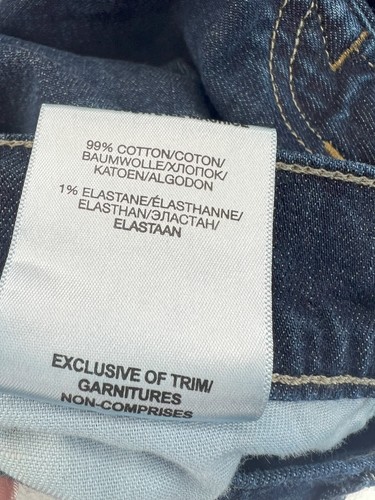 99% COTTON/COTON/
BAUMWOLLE/ХЛОПОК/
KATOEN/ALGODON
1% ELASTANE/ÉLASTHANNE/
ELASTHAN/ЭЛАСТАН/
ELASTAAN
EXCLUSIVE OF TRIM/
GARNITURES
NON-COMPRISES